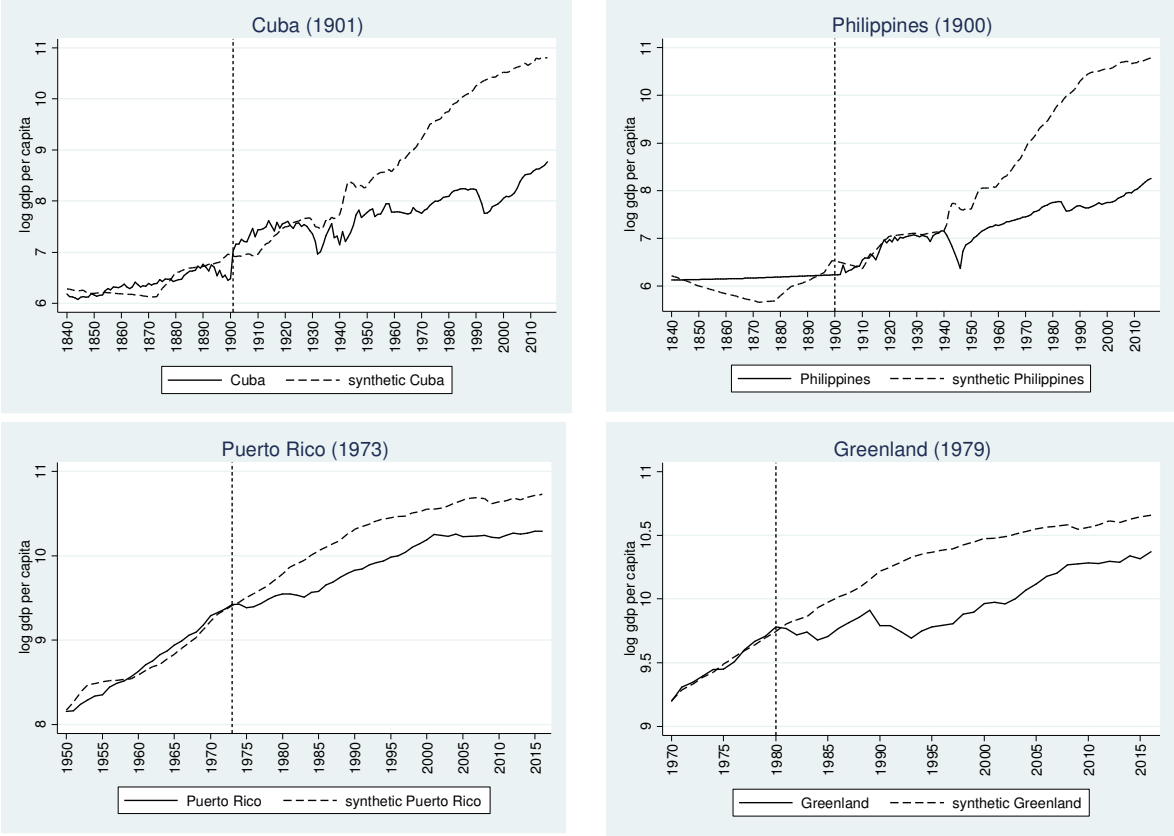 Cuba (1901)
log gdp per capita
11
10
9
8
7
6
1840 1850 1860 1870 1880 1890 1900 1910 1920 1930 1940 1950 1960 1970 1980 1990 2000 2010
Cuba synthetic Cuba
Philippines (1900)
log gdp per capita
11
10
9
8
7
6
1840 1850 1860 1870 1880 1890 1900 1910 1920 1930 1940 1950 1960 1970 1980 1990 2000 2010
Philippines synthetic Philippines
Puerto Rico (1973)
log gdp per capita
11
10
9
8
1950 1955 1960 1965 1970 1975 1980 1985 1990 1995 2000 2005 2010 2015
Puerto Rico synthetic Puerto Rico
Greenland (1979)
log gdp per capita
11
10.5
10
9.5
9
1970 1975 1980 1985 1990 1995 2000 2005 2010 2015
Greenland synthetic Greenland